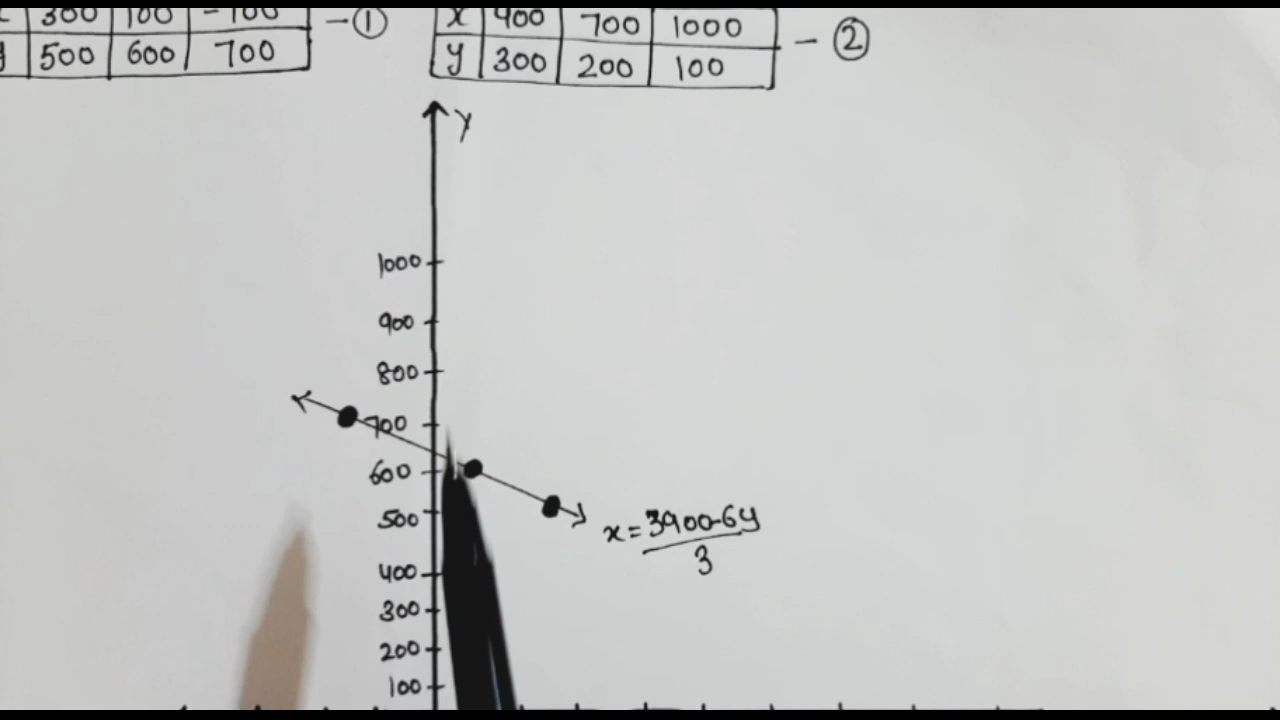 300 100 -100 -①
y 500 600 700
x 400 700 1000
y 300 200 100 - ②
Y
1000
900
800
700
600
500
400
300
200
100
x = 3900-6y
3